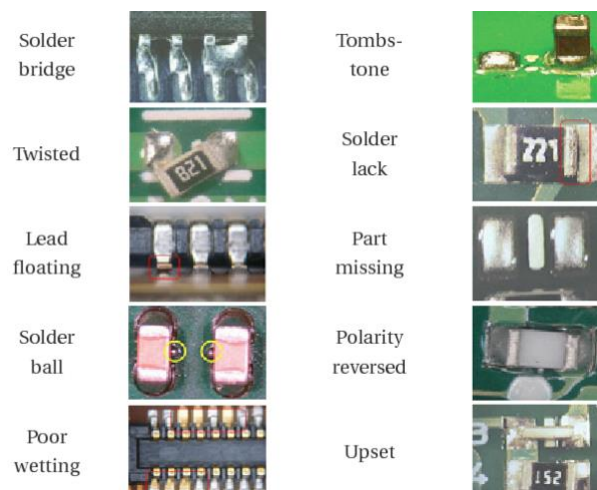 Solder
bridge
Tombs-
tone
Twisted
821
Solder
lack
221
Lead
floating
Part
missing
Solder
ball
Polarity
reversed
Poor
wetting
Upset
152